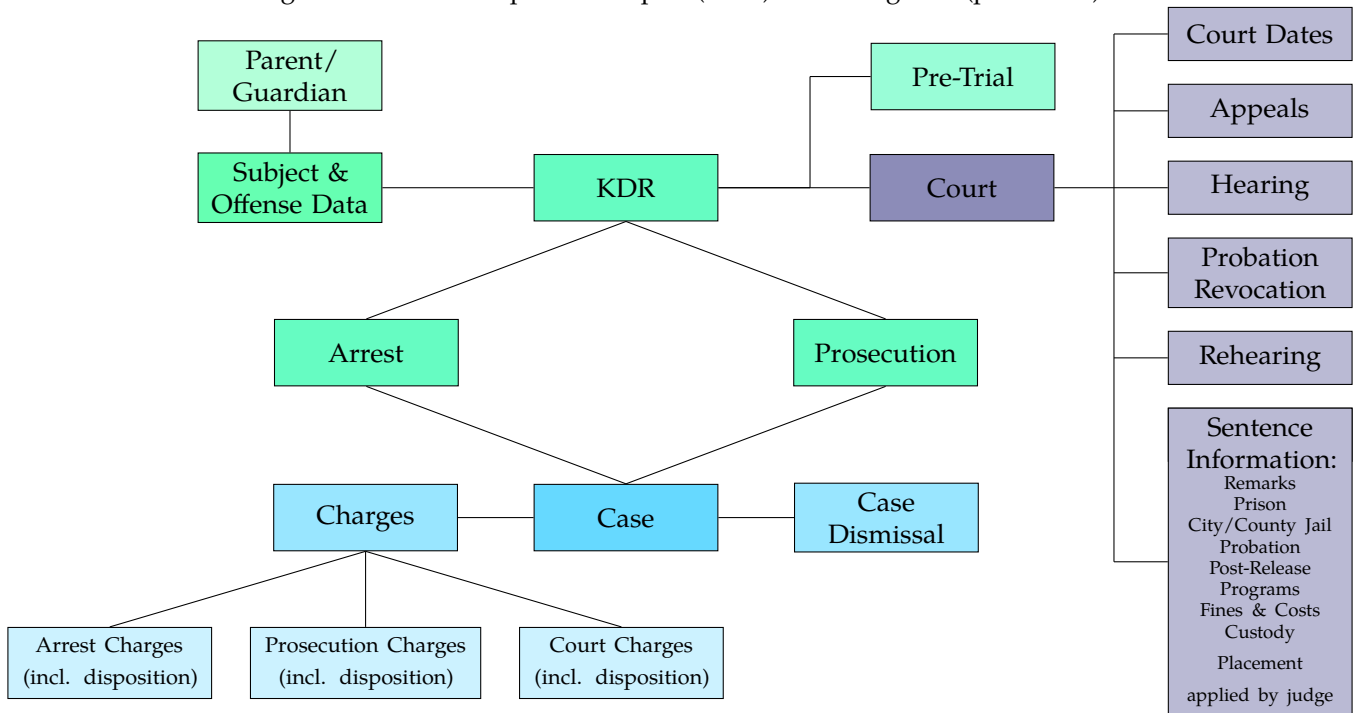 Court Dates
Parent/
Guardian
Pre-Trial
Appeals
Subject &
Offense Data
KDR
Court
Hearing
Probation
Revocation
Arrest
Prosecution
Rehearing
Sentence
Information:
Remarks
Prison
City/County Jail
Probation
Post-Release
Programs
Fines & Costs
Custody
Placement
applied by judge
Charges
Case
Case
Dismissal
Arrest Charges
(incl. disposition)
Prosecution Charges
(incl. disposition)
Court Charges
(incl. disposition)